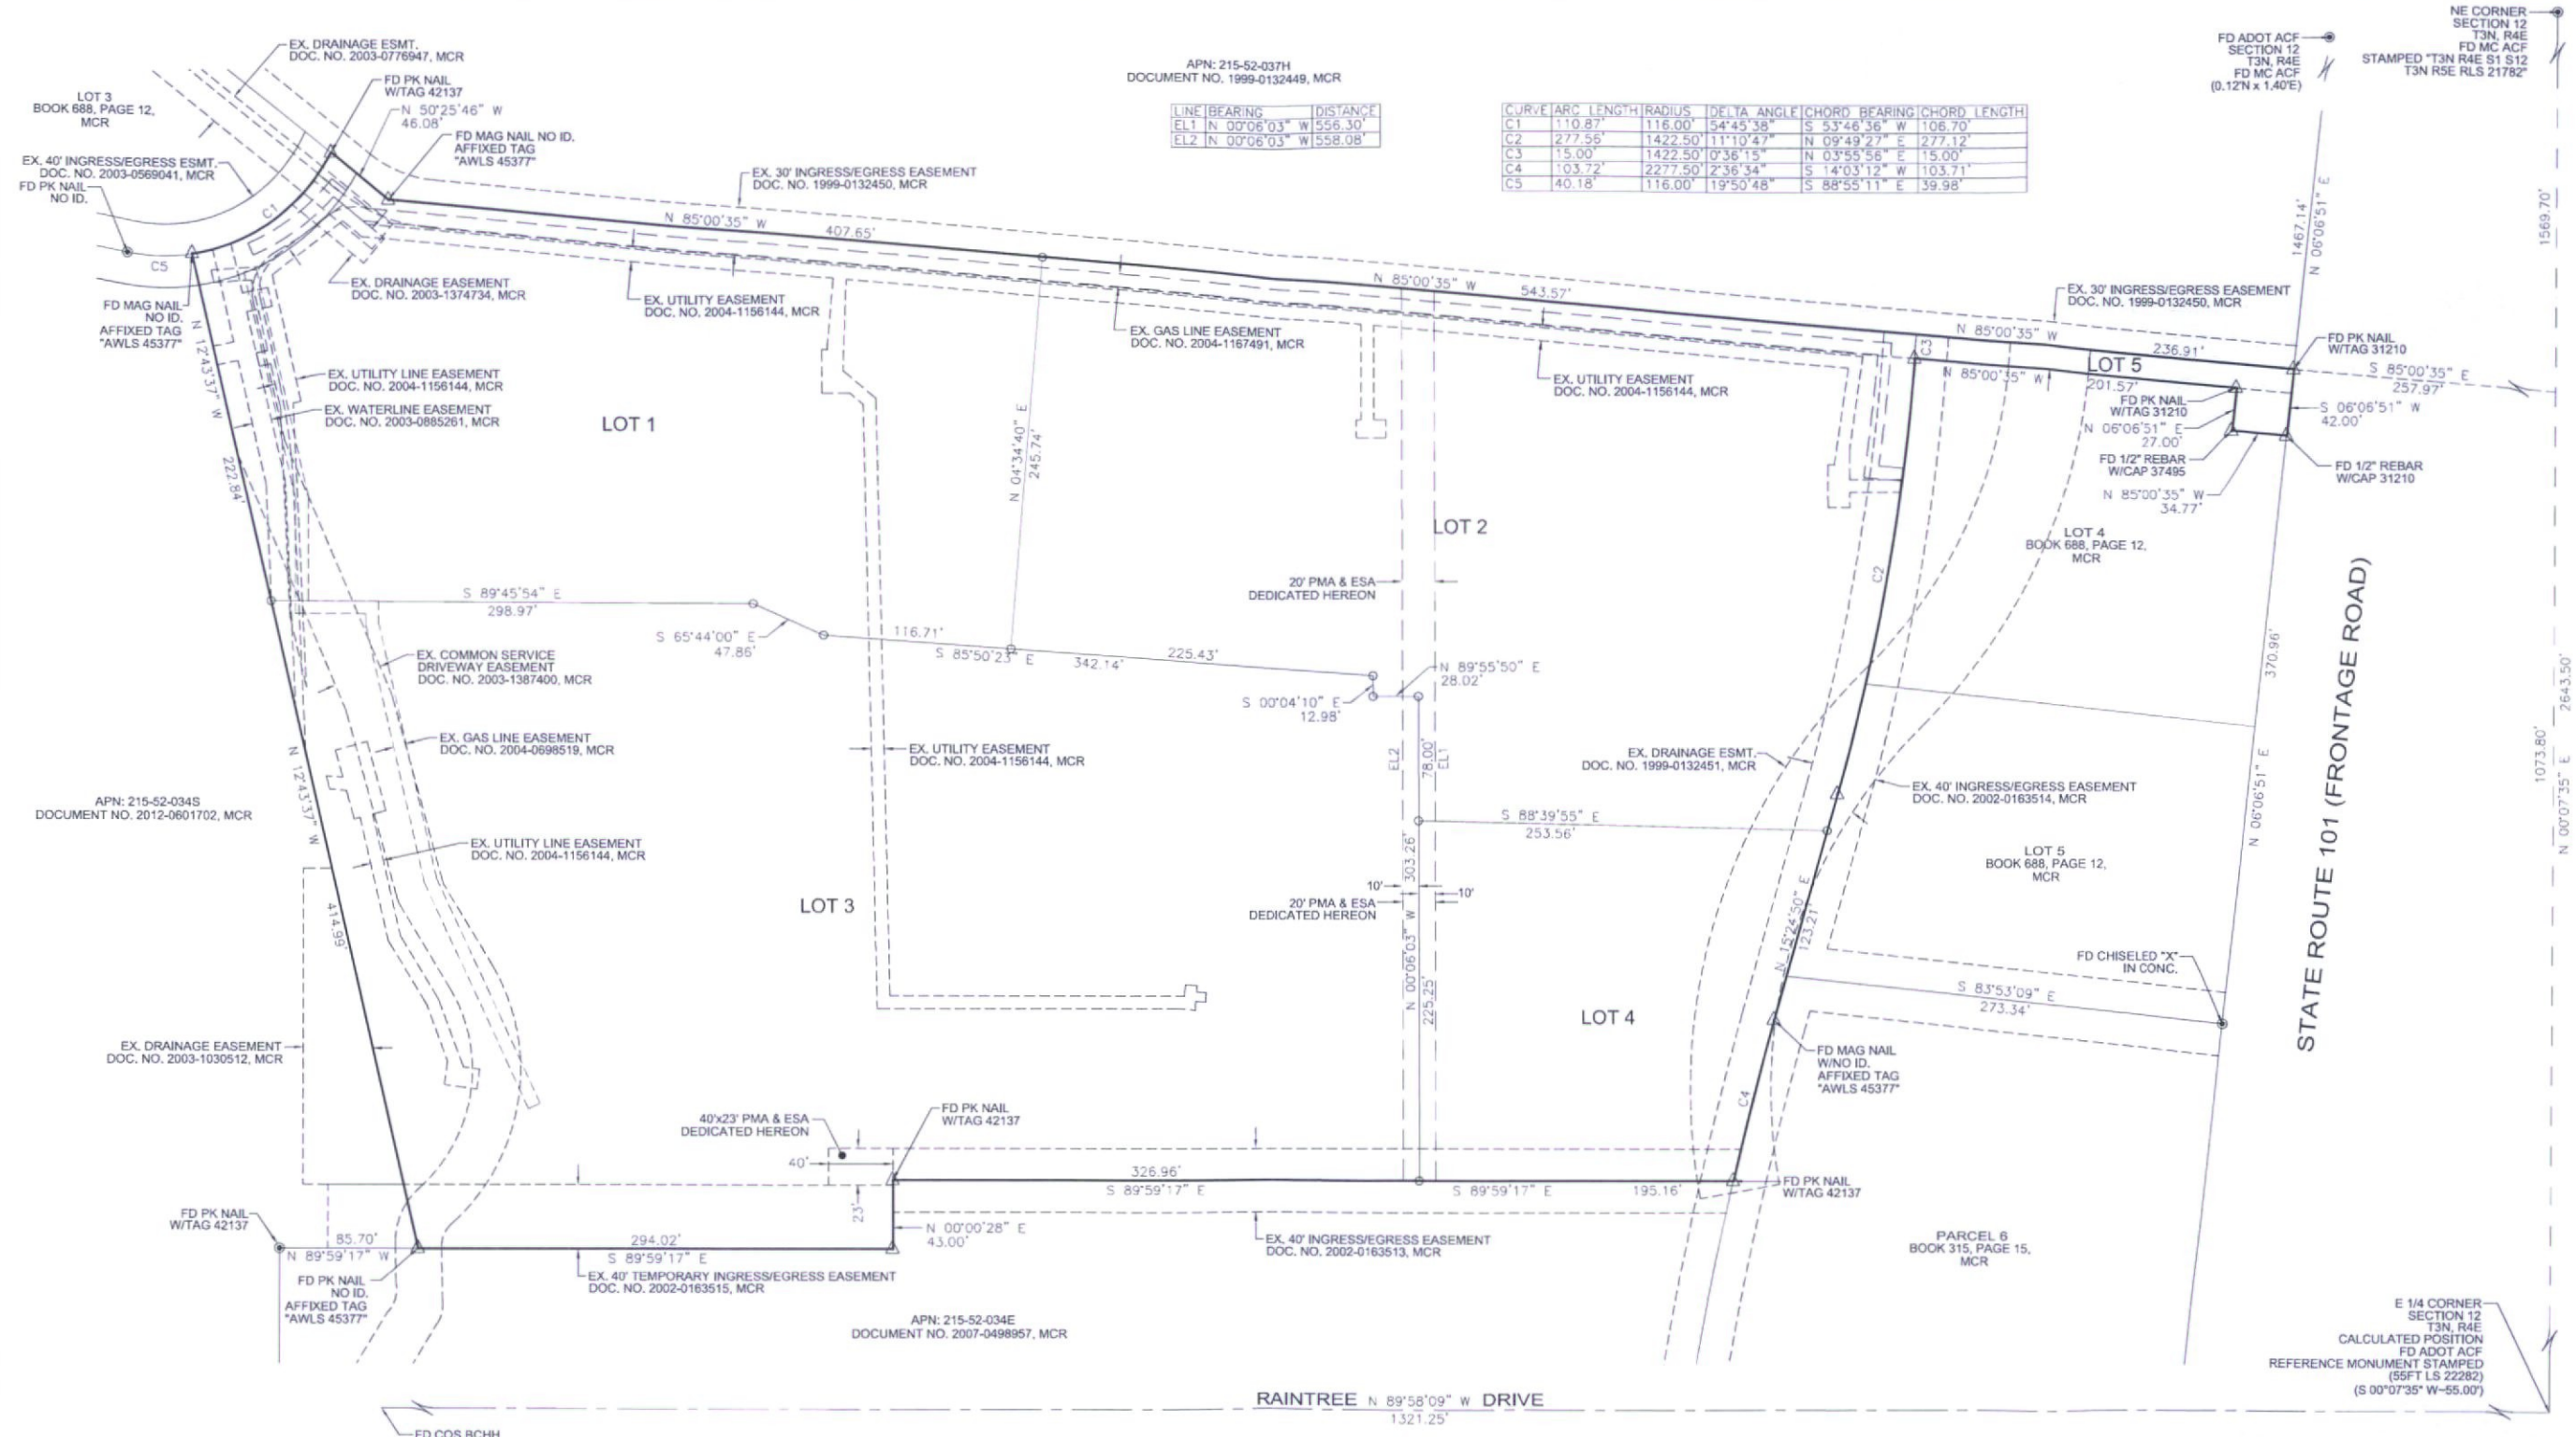 NE CORNER
SECTION 12
T3N, R4E
FD MC ACF
STAMPED "T3N R4E S1 S12
T3N R5E RLS 21782"
FD ADOT ACF
SECTION 12
T3N, R4E
FD MC ACF
(0.12'N x 1.40'E)
EX. DRAINAGE ESMT.
DOC. NO. 2003-0776947, MCR
FD PK NAIL
W/TAG 42137
N 50°25'46" W
46.08'
LOT 3
BOOK 688, PAGE 12,
MCR
FD MAG NAIL NO ID.
AFFIXED TAG
"AWLS 45377"
EX. 40' INGRESS/EGRESS ESMT.
DOC. NO. 2003-0569041, MCR
FD PK NAIL
NO ID.
C1
C5
APN: 215-52-037H
DOCUMENT NO. 1999-0132449, MCR
LINE BEARING DISTANCE
EL1 N 00°06'03" W 556.30'
EL2 N 00°06'03" W 558.08'
CURVE ARC LENGTH RADIUS DELTA ANGLE CHORD BEARING CHORD LENGTH
C1 110.87' 116.00' 54°45'38" S 53°46'36" W 106.70'
C2 277.56' 1422.50' 11°10'47" N 09°49'27" E 277.12'
C3 15.00' 1422.50' 0°36'15" N 03°55'56" E 15.00'
C4 103.72' 2277.50' 2°36'34" S 14°03'12" W 103.71'
C5 40.18' 116.00' 19°50'48" S 88°55'11" E 39.98'
EX. 30' INGRESS/EGRESS EASEMENT
DOC. NO. 1999-0132450, MCR
N 85°00'35" W
407.65'
N 85°00'35" W
543.57'
EX. 30' INGRESS/EGRESS EASEMENT
DOC. NO. 1999-0132450, MCR
N 85°00'35" W
236.91'
1467.14'
N 06°06'51" E
1569.70'
FD PK NAIL
W/TAG 31210
S 85°00'35" E
257.97'
LOT 5
C3
N 85°00'35" W
201.57'
FD PK NAIL
W/TAG 31210
N 06°06'51" E
27.00'
S 06°06'51" W
42.00'
FD 1/2" REBAR
W/CAP 37495
FD 1/2" REBAR
W/CAP 31210
N 85°00'35" W
34.77'
EX. DRAINAGE EASEMENT
DOC. NO. 2003-1374734, MCR
EX. UTILITY EASEMENT
DOC. NO. 2004-1156144, MCR
EX. GAS LINE EASEMENT
DOC. NO. 2004-1167491, MCR
EX. UTILITY EASEMENT
DOC. NO. 2004-1156144, MCR
FD MAG NAIL
NO ID.
AFFIXED TAG
"AWLS 45377"
N 12°43'37" W
222.84'
EX. UTILITY LINE EASEMENT
DOC. NO. 2004-1156144, MCR
EX. WATERLINE EASEMENT
DOC. NO. 2003-0885261, MCR
LOT 1
N 04°34'40" E
245.74'
LOT 2
LOT 4
BOOK 688, PAGE 12,
MCR
C2
20' PMA & ESA
DEDICATED HEREON
S 89°45'54" E
298.97'
S 65°44'00" E
47.86'
116.71'
S 85°50'23" E
342.14'
225.43'
N 89°55'50" E
28.02'
S 00°04'10" E
12.98'
370.96'
STATE ROUTE 101 (FRONTAGE ROAD)
N 06°06'51" E
1073.80'
N 00°07'35" E 2643.50'
EX. COMMON SERVICE
DRIVEWAY EASEMENT
DOC. NO. 2003-1387400, MCR
EX. GAS LINE EASEMENT
DOC. NO. 2004-0698519, MCR
EX. UTILITY EASEMENT
DOC. NO. 2004-1156144, MCR
EL2
78.00'
EL1
EX. DRAINAGE ESMT.
DOC. NO. 1999-0132451, MCR
EX. 40' INGRESS/EGRESS EASEMENT
DOC. NO. 2002-0163514, MCR
APN: 215-52-034S
DOCUMENT NO. 2012-0601702, MCR
N 12°43'37" W
414.99'
EX. UTILITY LINE EASEMENT
DOC. NO. 2004-1156144, MCR
S 88°39'55" E
253.56'
LOT 5
BOOK 688, PAGE 12,
MCR
LOT 3
303.26'
10'
10'
20' PMA & ESA
DEDICATED HEREON
N 00°06'03" W
225.25'
N 15°24'50" E
123.21'
FD CHISELED "X"
IN CONC.
S 83°53'09" E
273.34'
LOT 4
EX. DRAINAGE EASEMENT
DOC. NO. 2003-1030512, MCR
FD MAG NAIL
W/NO ID.
AFFIXED TAG
"AWLS 45377"
C4
40'x23' PMA & ESA
DEDICATED HEREON
FD PK NAIL
W/TAG 42137
40'
23'
326.96'
S 89°59'17" E
S 89°59'17" E
195.16'
FD PK NAIL
W/TAG 42137
FD PK NAIL
W/TAG 42137
85.70'
N 89°59'17" W
294.02'
S 89°59'17" E
N 00°00'28" E
43.00'
EX. 40' INGRESS/EGRESS EASEMENT
DOC. NO. 2002-0163513, MCR
PARCEL 6
BOOK 315, PAGE 15,
MCR
FD PK NAIL
NO ID.
AFFIXED TAG
"AWLS 45377"
EX. 40' TEMPORARY INGRESS/EGRESS EASEMENT
DOC. NO. 2002-0163515, MCR
APN: 215-52-034E
DOCUMENT NO. 2007-0498957, MCR
E 1/4 CORNER
SECTION 12
T3N, R4E
CALCULATED POSITION
FD ADOT ACF
REFERENCE MONUMENT STAMPED
(55FT LS 22282)
(S 00°07'35" W~55.00')
RAINTREE N 89°58'09" W DRIVE
1321.25'
FD COS BCHH